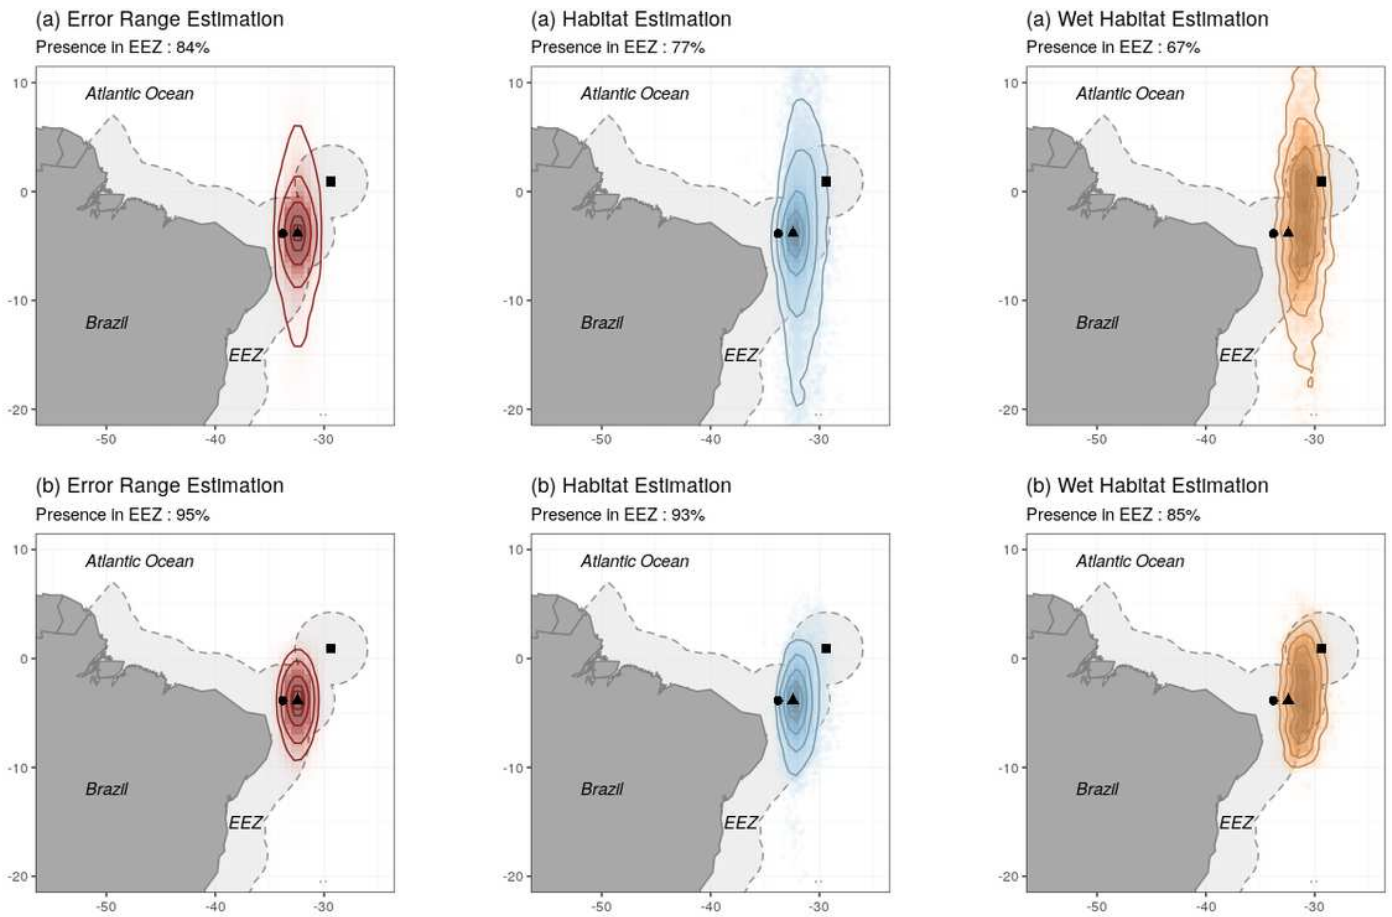 (a) Error Range Estimation
Presence in EEZ : 84%
10
0
-10
-20
Atlantic Ocean
Brazil
EEZ
-50 -40 -30
(a) Habitat Estimation
Presence in EEZ : 77%
10
0
-10
-20
Atlantic Ocean
Brazil
EEZ
-50 -40 -30
(a) Wet Habitat Estimation
Presence in EEZ : 67%
10
0
-10
-20
Atlantic Ocean
Brazil
EEZ
-50 -40 -30
(b) Error Range Estimation
Presence in EEZ : 95%
10
0
-10
-20
Atlantic Ocean
Brazil
EEZ
-50 -40 -30
(b) Habitat Estimation
Presence in EEZ : 93%
10
0
-10
-20
Atlantic Ocean
Brazil
EEZ
-50 -40 -30
(b) Wet Habitat Estimation
Presence in EEZ : 85%
10
0
-10
-20
Atlantic Ocean
Brazil
EEZ
-50 -40 -30